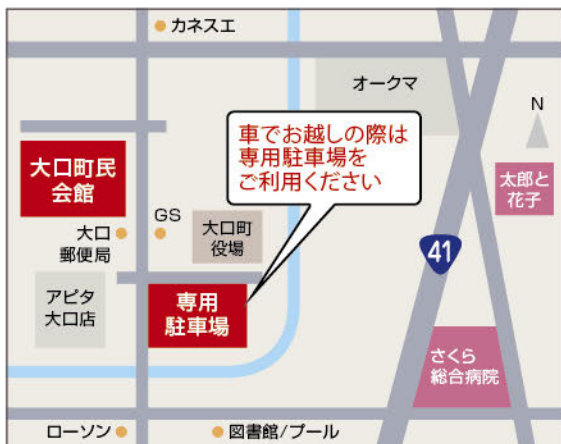 カネスエ
オークマ
N
車でお越しの際は
専用駐車場を
ご利用ください
大口町民
会館
太郎と
花子
GS
大口
郵便局
大口町
役場
41
アピタ
大口店
専用
駐車場
さくら
総合病院
ローソン
図書館/プール